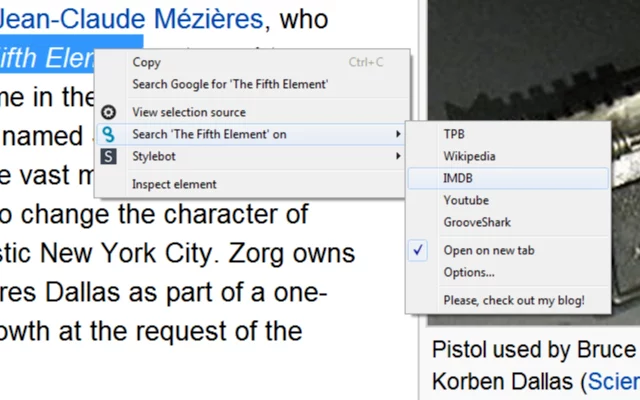 Jean-Claude Mézières, who
Fifth Elem
me in the
named
e vast m
o change the character of
stic New York City. Zorg owns
res Dallas as part of a one-
owth at the request of the
Copy Ctrl+C
Search Google for 'The Fifth Element'
View selection source
Search 'The Fifth Element' on
S Stylebot
Inspect element
TPB
Wikipedia
IMDB
Youtube
GrooveShark
Open on new tab
Options...
Please, check out my blog!
Pistol used by Bruce
Korben Dallas (Scien